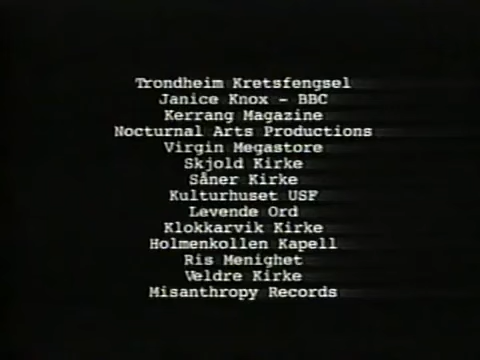 Trondheim Kretsfengsel
Janice Knox - BBC
Kerrang Magazine
Nocturnal Arts Productions
Virgin Megastore
Skjold Kirke
Såner Kirke
Kulturhuset USF
Levende Ord
Klokkarvik Kirke
Holmenkollen Kapell
Ris Menighet
Veldre Kirke
Misanthropy Records